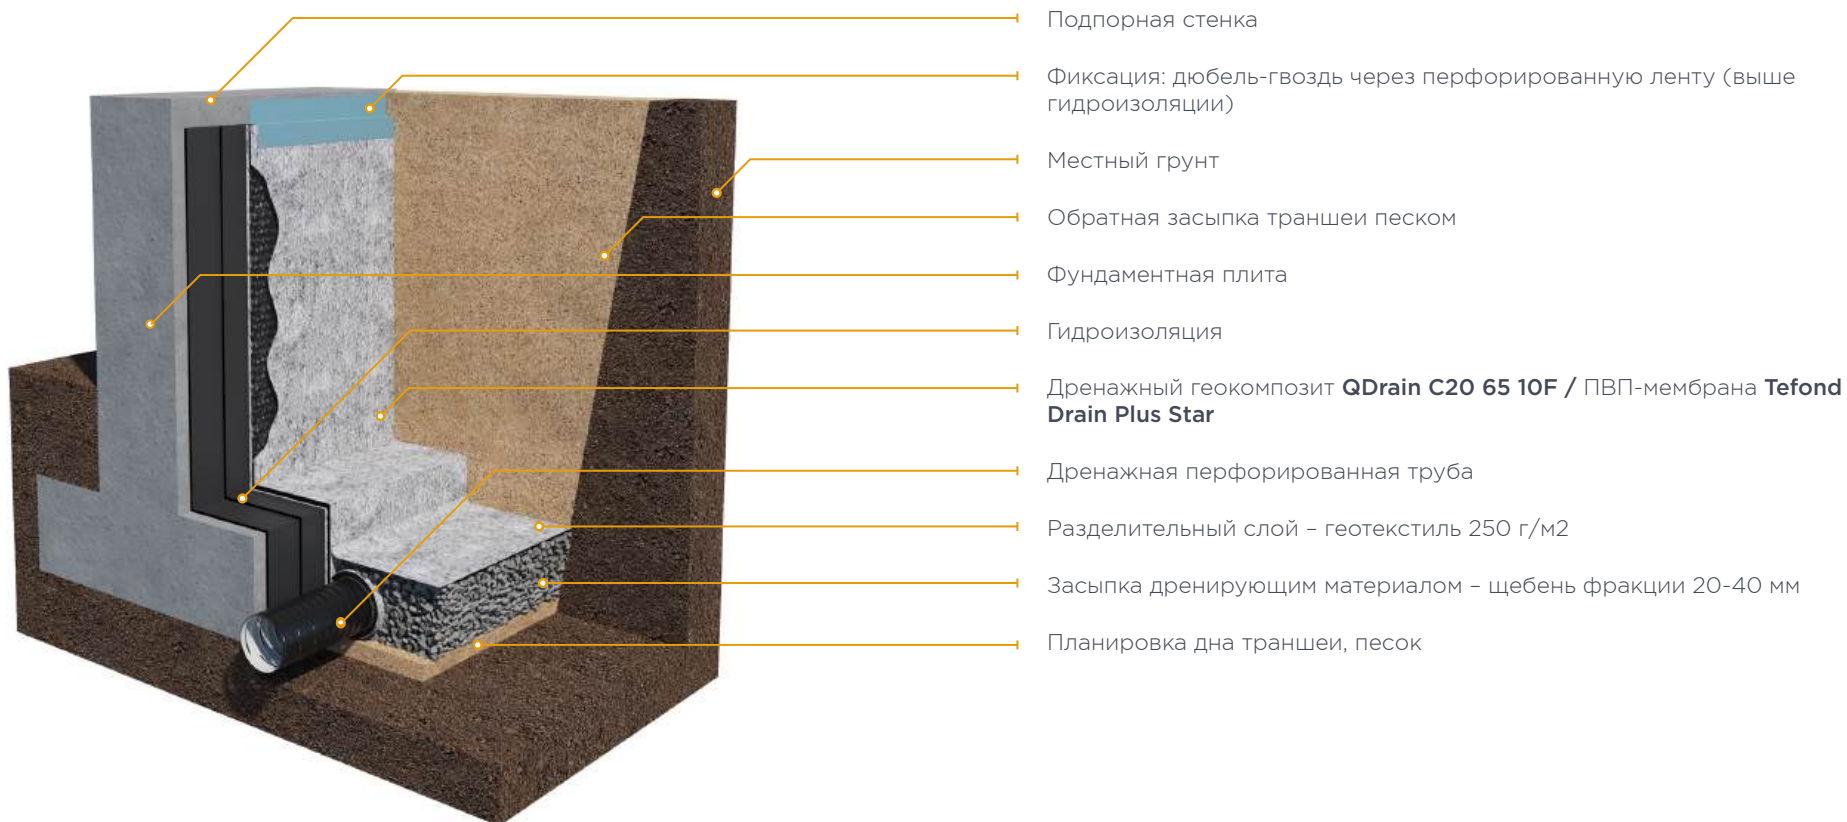 Подпорная стенка
Фиксация: дюбель-гвоздь через перфорированную ленту (выше
гидроизоляции)
Местный грунт
Обратная засыпка траншеи песком
Фундаментная плита
Гидроизоляция
Дренажный геокомпозит QDrain C20 65 10F / ПВП-мембрана Tefond
Drain Plus Star
Дренажная перфорированная труба
Разделительный слой – геотекстиль 250 г/м2
Засыпка дренирующим материалом – щебень фракции 20-40 мм
Планировка дна траншеи, песок